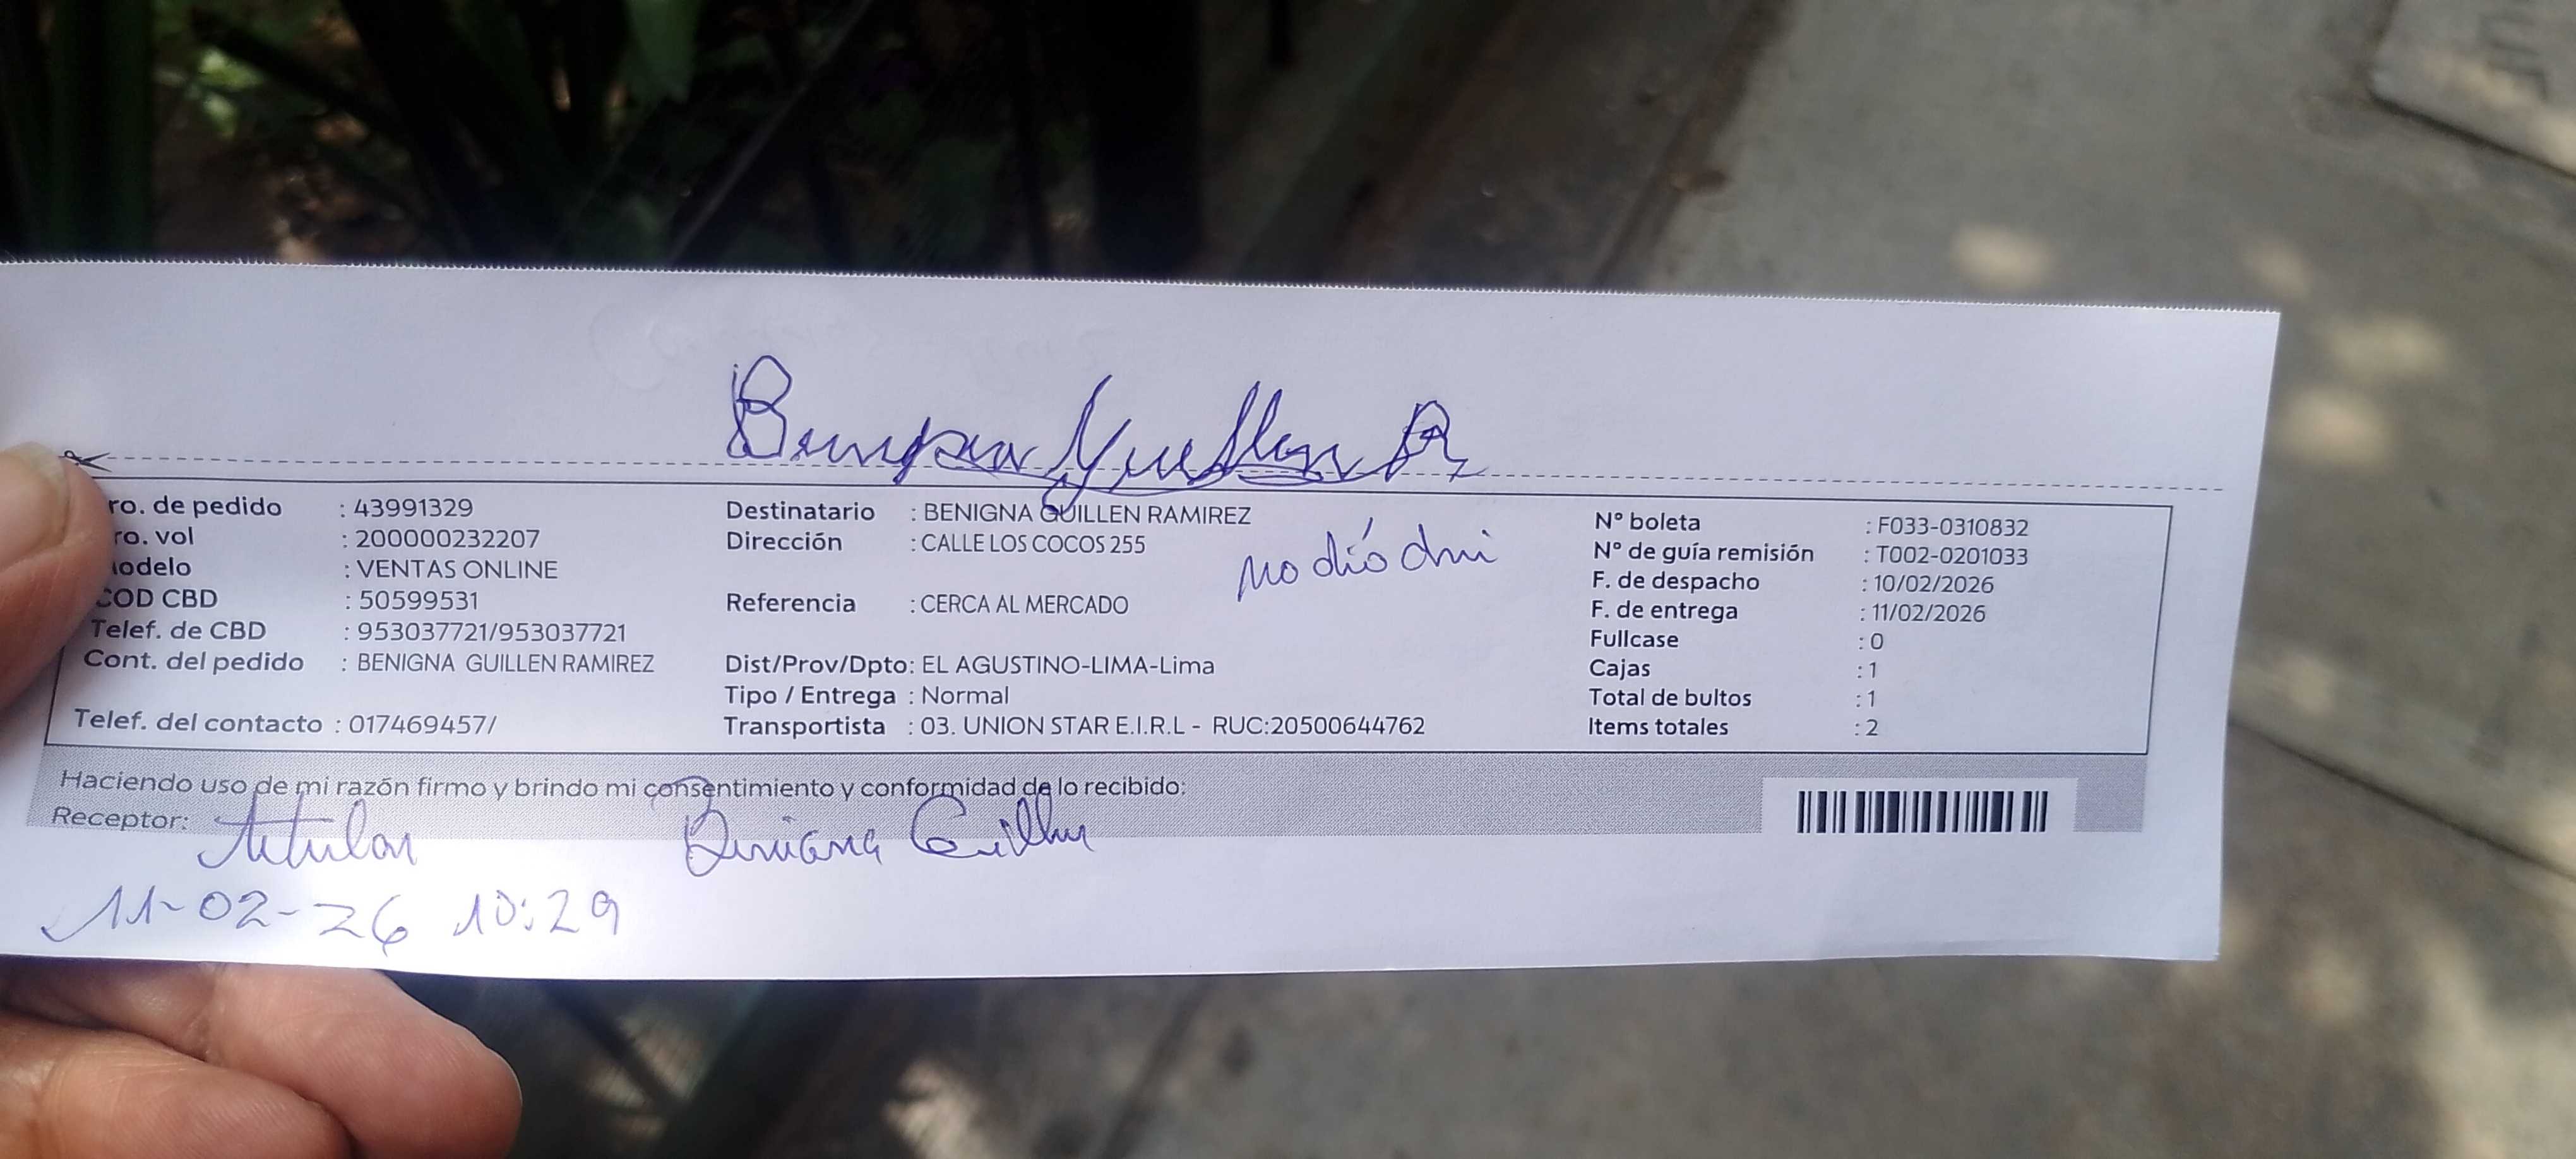 Benigna Guillen R
ro. de pedido : 43991329
ro. vol : 200000232207
odelo : VENTAS ONLINE
COD CBD : 50599531
Telef. de CBD : 953037721/953037721
Cont. del pedido : BENIGNA GUILLEN RAMIREZ
Telef. del contacto : 017469457/
Destinatario : BENIGNA GUILLEN RAMIREZ
Dirección : CALLE LOS COCOS 255
no dió dni
Referencia : CERCA AL MERCADO
Dist/Prov/Dpto: EL AGUSTINO-LIMA-Lima
Tipo / Entrega : Normal
Transportista : 03. UNION STAR E.I.R.L - RUC:20500644762
N° boleta : F033-0310832
N° de guía remisión : T002-0201033
F. de despacho : 10/02/2026
F. de entrega : 11/02/2026
Fullcase : 0
Cajas : 1
Total de bultos : 1
Items totales : 2
Haciendo uso de mi razón firmo y brindo mi consentimiento y conformidad de lo recibido:
Receptor: titular Benigna Guillen
11-02-26 10:29